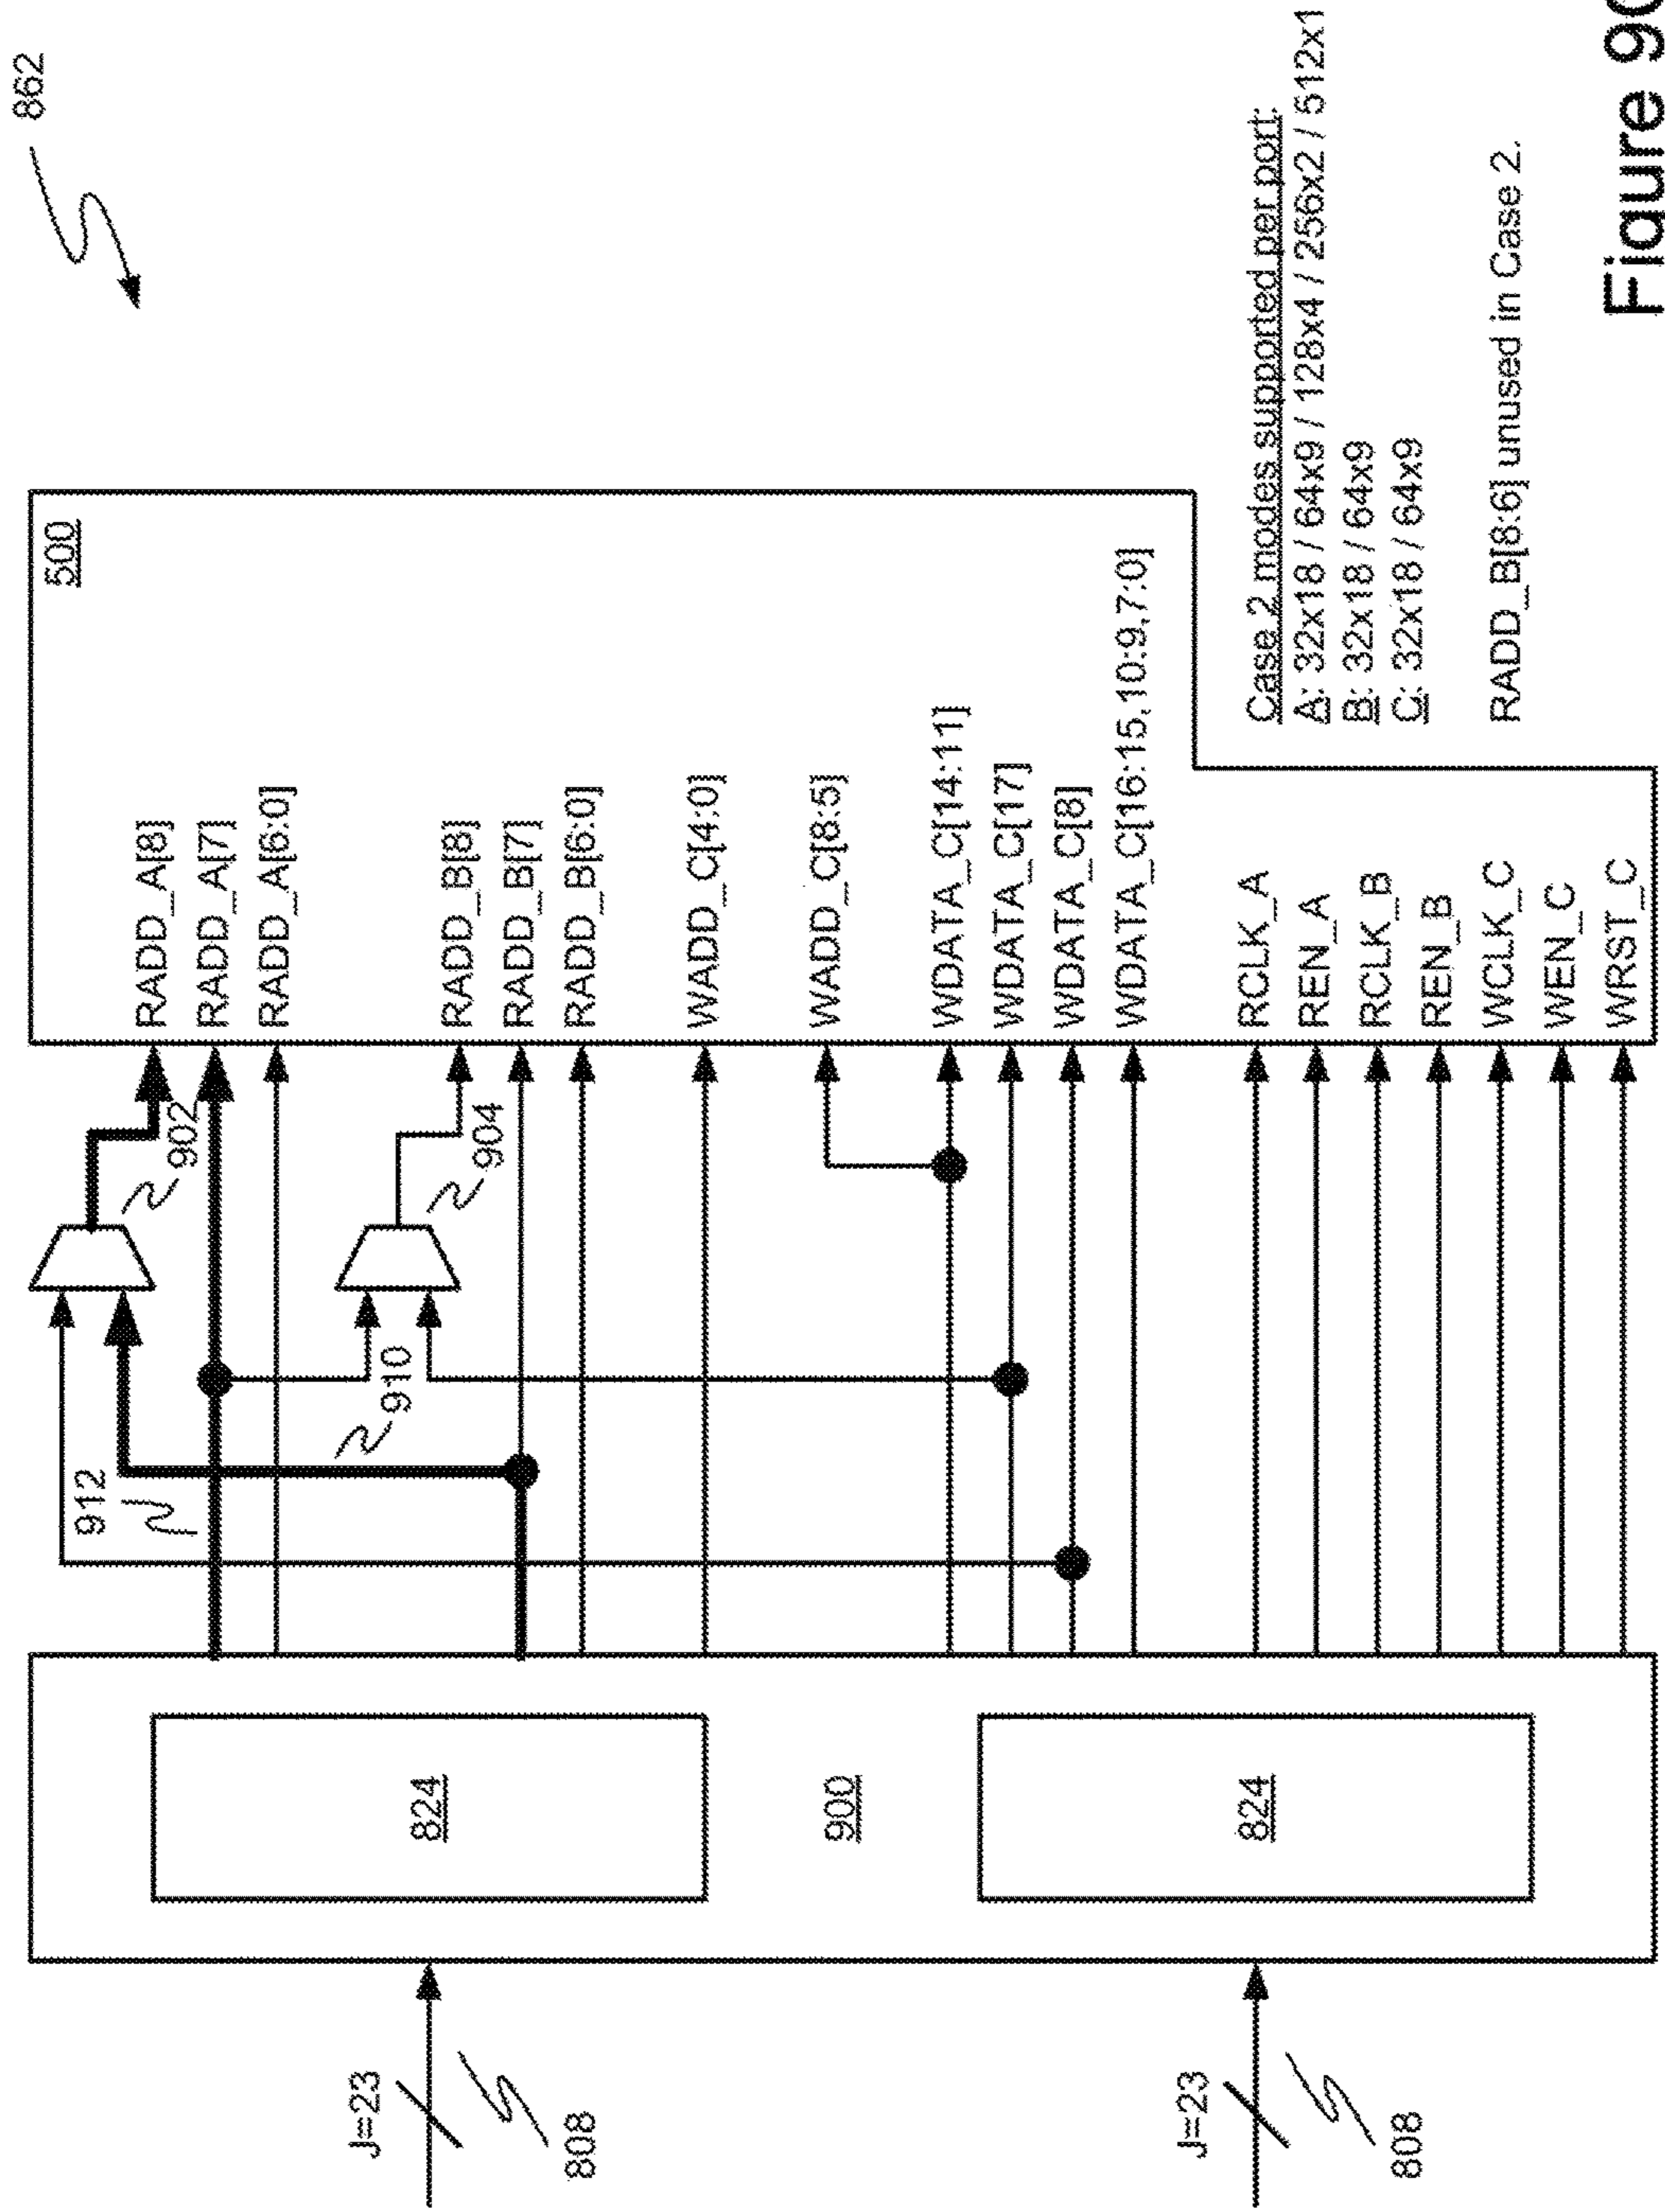 862
500
RADD_A[8]
RADD_A[7]
RADD_A[6:0]
RADD_B[8]
RADD_B[7]
RADD_B[6:0]
WADD_C[4:0]
WADD_C[8:5]
WDATA_C[14:11]
WDATA_C[17]
WDATA_C[8]
WDATA_C[16:15,10:9,7:0]
RCLK_A
REN_A
RCLK_B
REN_B
WCLK_C
WEN_C
WRST_C
902
904
910
912
824
900
824
J=23
808
J=23
808
Case 2 modes supported per port:
A: 32x18 / 64x9 / 128x4 / 256x2 / 512x1
B: 32x18 / 64x9
C: 32x18 / 64x9
RADD_B[8:6] unused in Case 2.
Figure